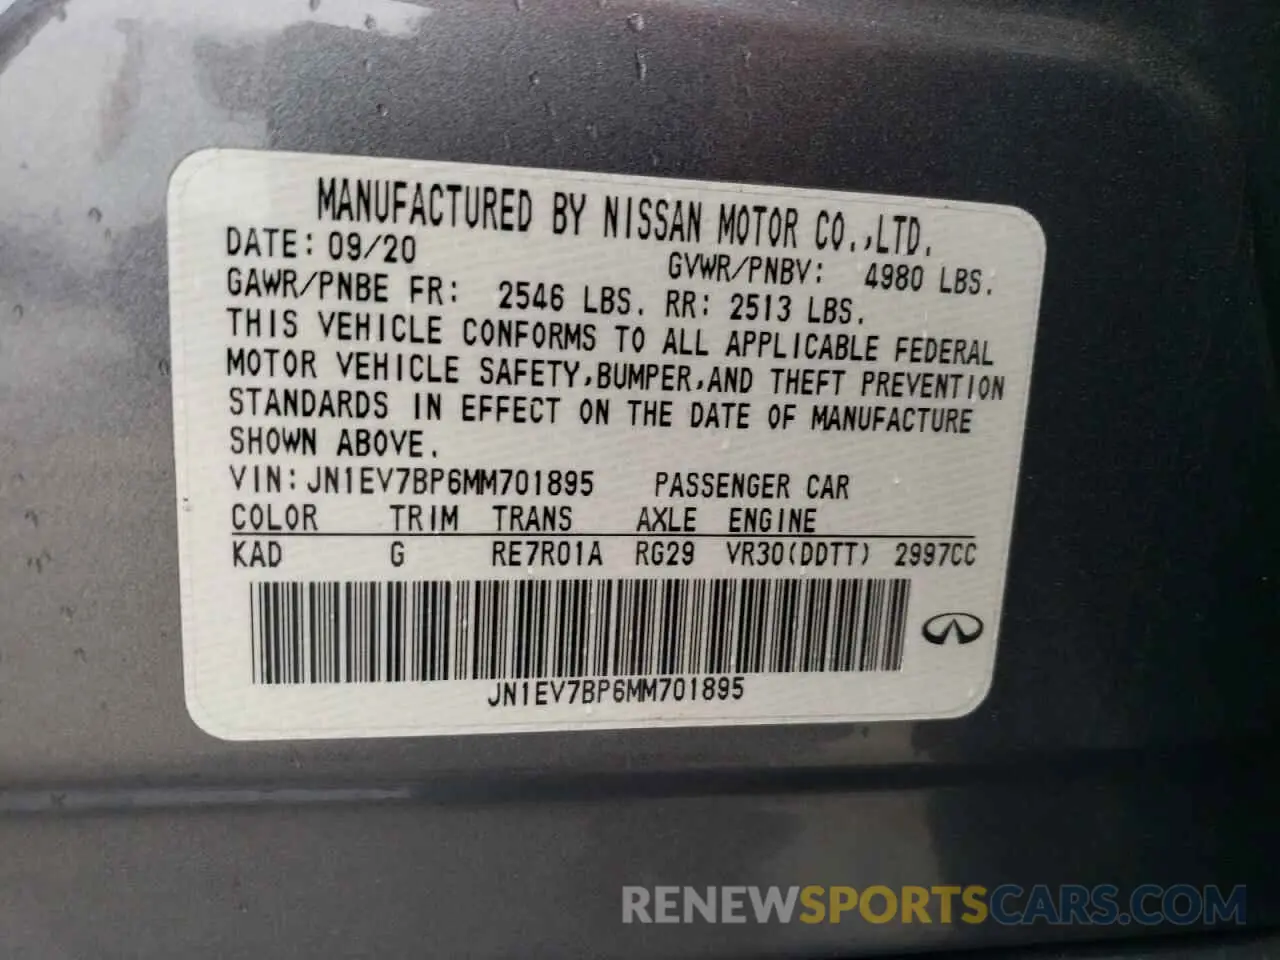 MANUFACTURED BY NISSAN MOTOR CO.,LTD.
DATE: 09/20 GVWR/PNBV: 4980 LBS.
GAWR/PNBE FR: 2546 LBS. RR: 2513 LBS.
THIS VEHICLE CONFORMS TO ALL APPLICABLE FEDERAL
MOTOR VEHICLE SAFETY,BUMPER,AND THEFT PREVENTION
STANDARDS IN EFFECT ON THE DATE OF MANUFACTURE
SHOWN ABOVE.
VIN: JN1EV7BP6MM701895 PASSENGER CAR
COLOR TRIM TRANS AXLE ENGINE
KAD G RE7R01A RG29 VR30(DDTT) 2997CC
JN1EV7BP6MM701895
RENEWSPORTSCARS.COM